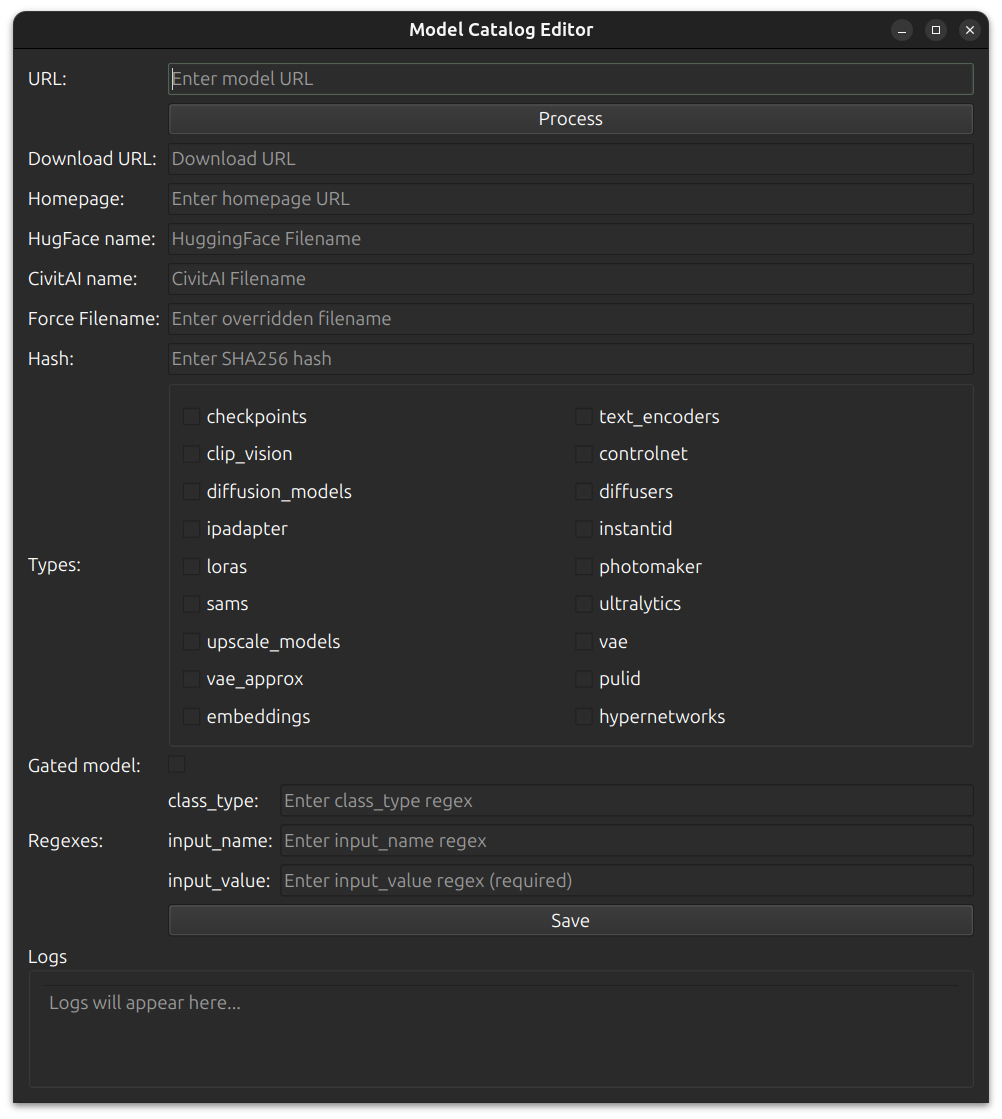 Model Catalog Editor
URL: Enter model URL
Process
Download URL: Download URL
Homepage: Enter homepage URL
HugFace name: HuggingFace Filename
CivitAI name: CivitAI Filename
Force Filename: Enter overridden filename
Hash: Enter SHA256 hash
checkpoints text_encoders
clip_vision controlnet
diffusion_models diffusers
ipadapter instantid
Types:
loras photomaker
sams ultralytics
upscale_models vae
vae_approx pulid
embeddings hypernetworks
Gated model:
class_type: Enter class_type regex
Regexes: input_name: Enter input_name regex
input_value: Enter input_value regex (required)
Save
Logs
Logs will appear here...